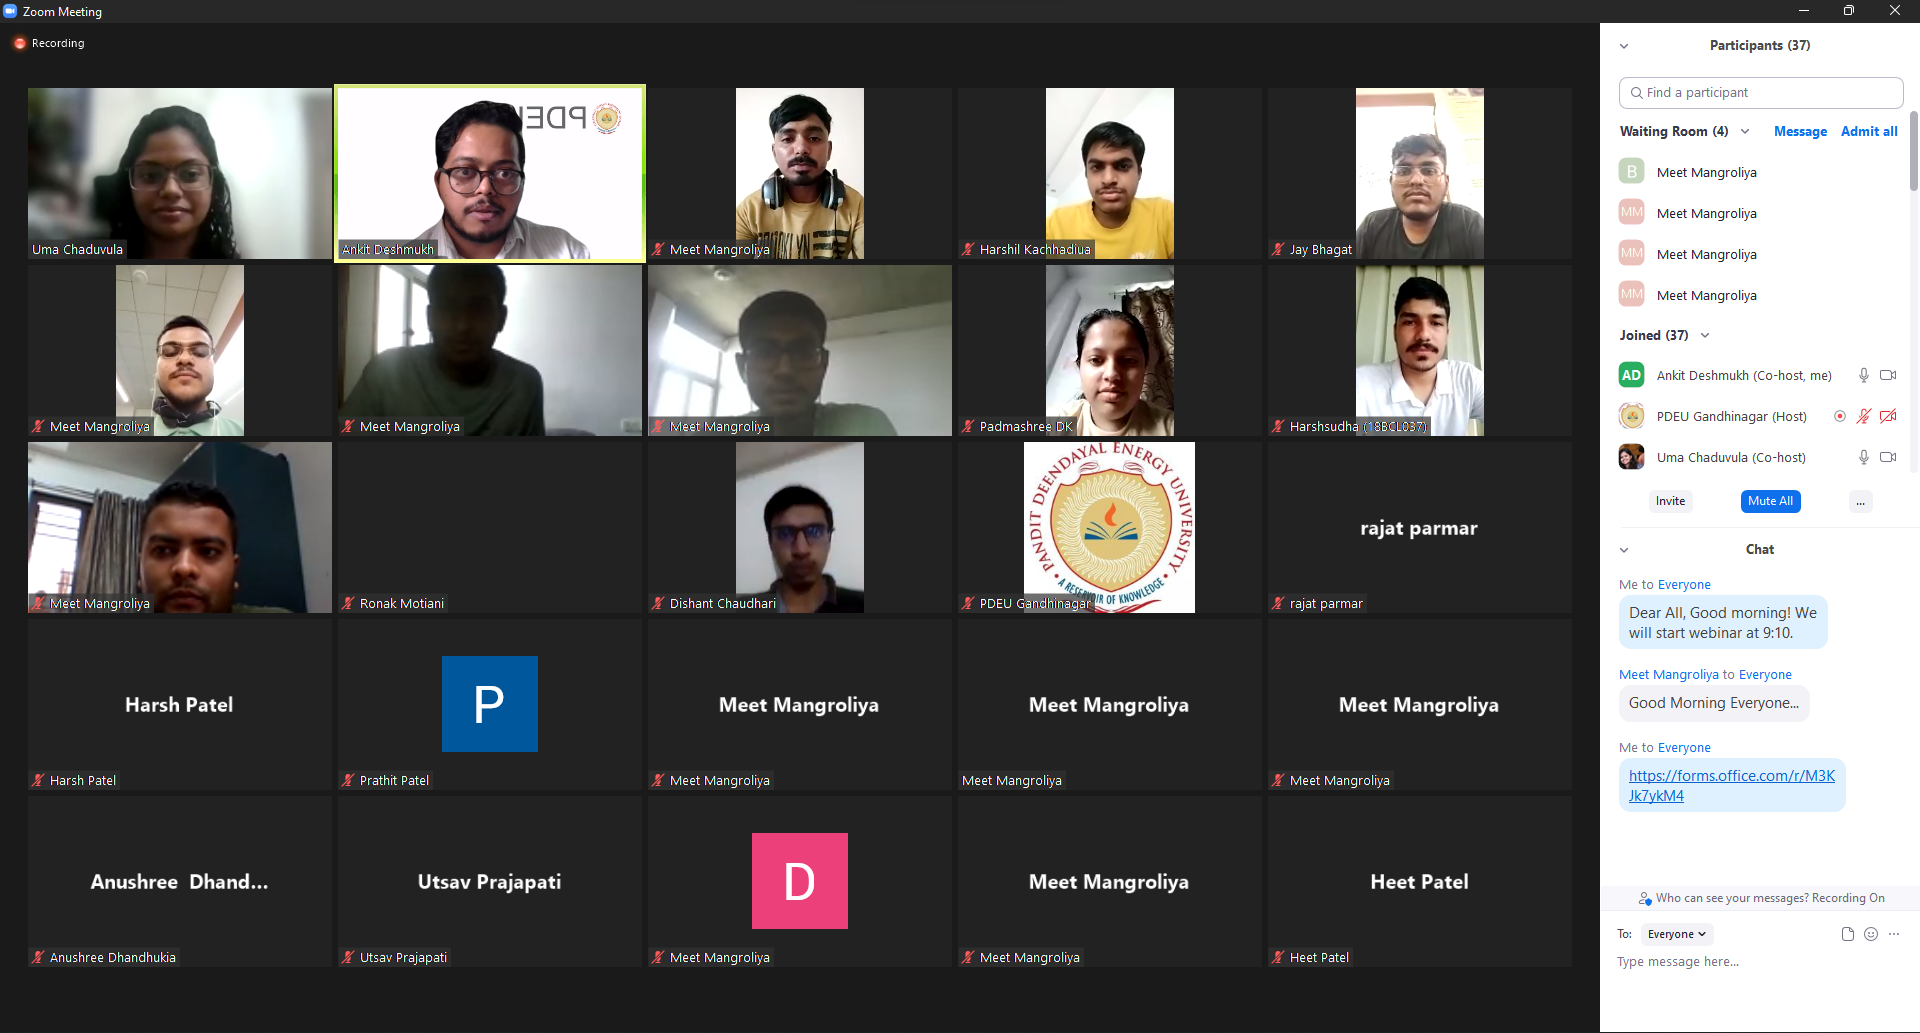 Zoom Meeting
Recording
PDEU
Uma Chaduvula
Ankit Deshmukh
Meet Mangroliya
Harshil Kachhadiua
Jay Bhagat
Meet Mangroliya
Meet Mangroliya
Meet Mangroliya
Padmashree DK
Harshsudha (18BCL037)
Meet Mangroliya
Ronak Motiani
Dishant Chaudhari
PANDIT DEENDAYAL ENERGY UNIVERSITY
• A RESERVOIR OF KNOWLEDGE •
PDEU Gandhinagar
rajat parmar
rajat parmar
Harsh Patel
Harsh Patel
P
Prathit Patel
Meet Mangroliya
Meet Mangroliya
Meet Mangroliya
Meet Mangroliya
Meet Mangroliya
Meet Mangroliya
Anushree Dhand...
Anushree Dhandhukia
Utsav Prajapati
Utsav Prajapati
D
Meet Mangroliya
Meet Mangroliya
Meet Mangroliya
Heet Patel
Heet Patel
Participants (37)
Find a participant
Waiting Room (4) Message Admit all
B Meet Mangroliya
MM Meet Mangroliya
MM Meet Mangroliya
MM Meet Mangroliya
Joined (37)
AD Ankit Deshmukh (Co-host, me)
PDEU Gandhinagar (Host)
Uma Chaduvula (Co-host)
Invite Mute All ...
Chat
Me to Everyone
Dear All, Good morning! We
will start webinar at 9:10.
Meet Mangroliya to Everyone
Good Morning Everyone...
Me to Everyone
https://forms.office.com/r/M3K
Jk7ykM4
Who can see your messages? Recording On
To: Everyone
Type message here...